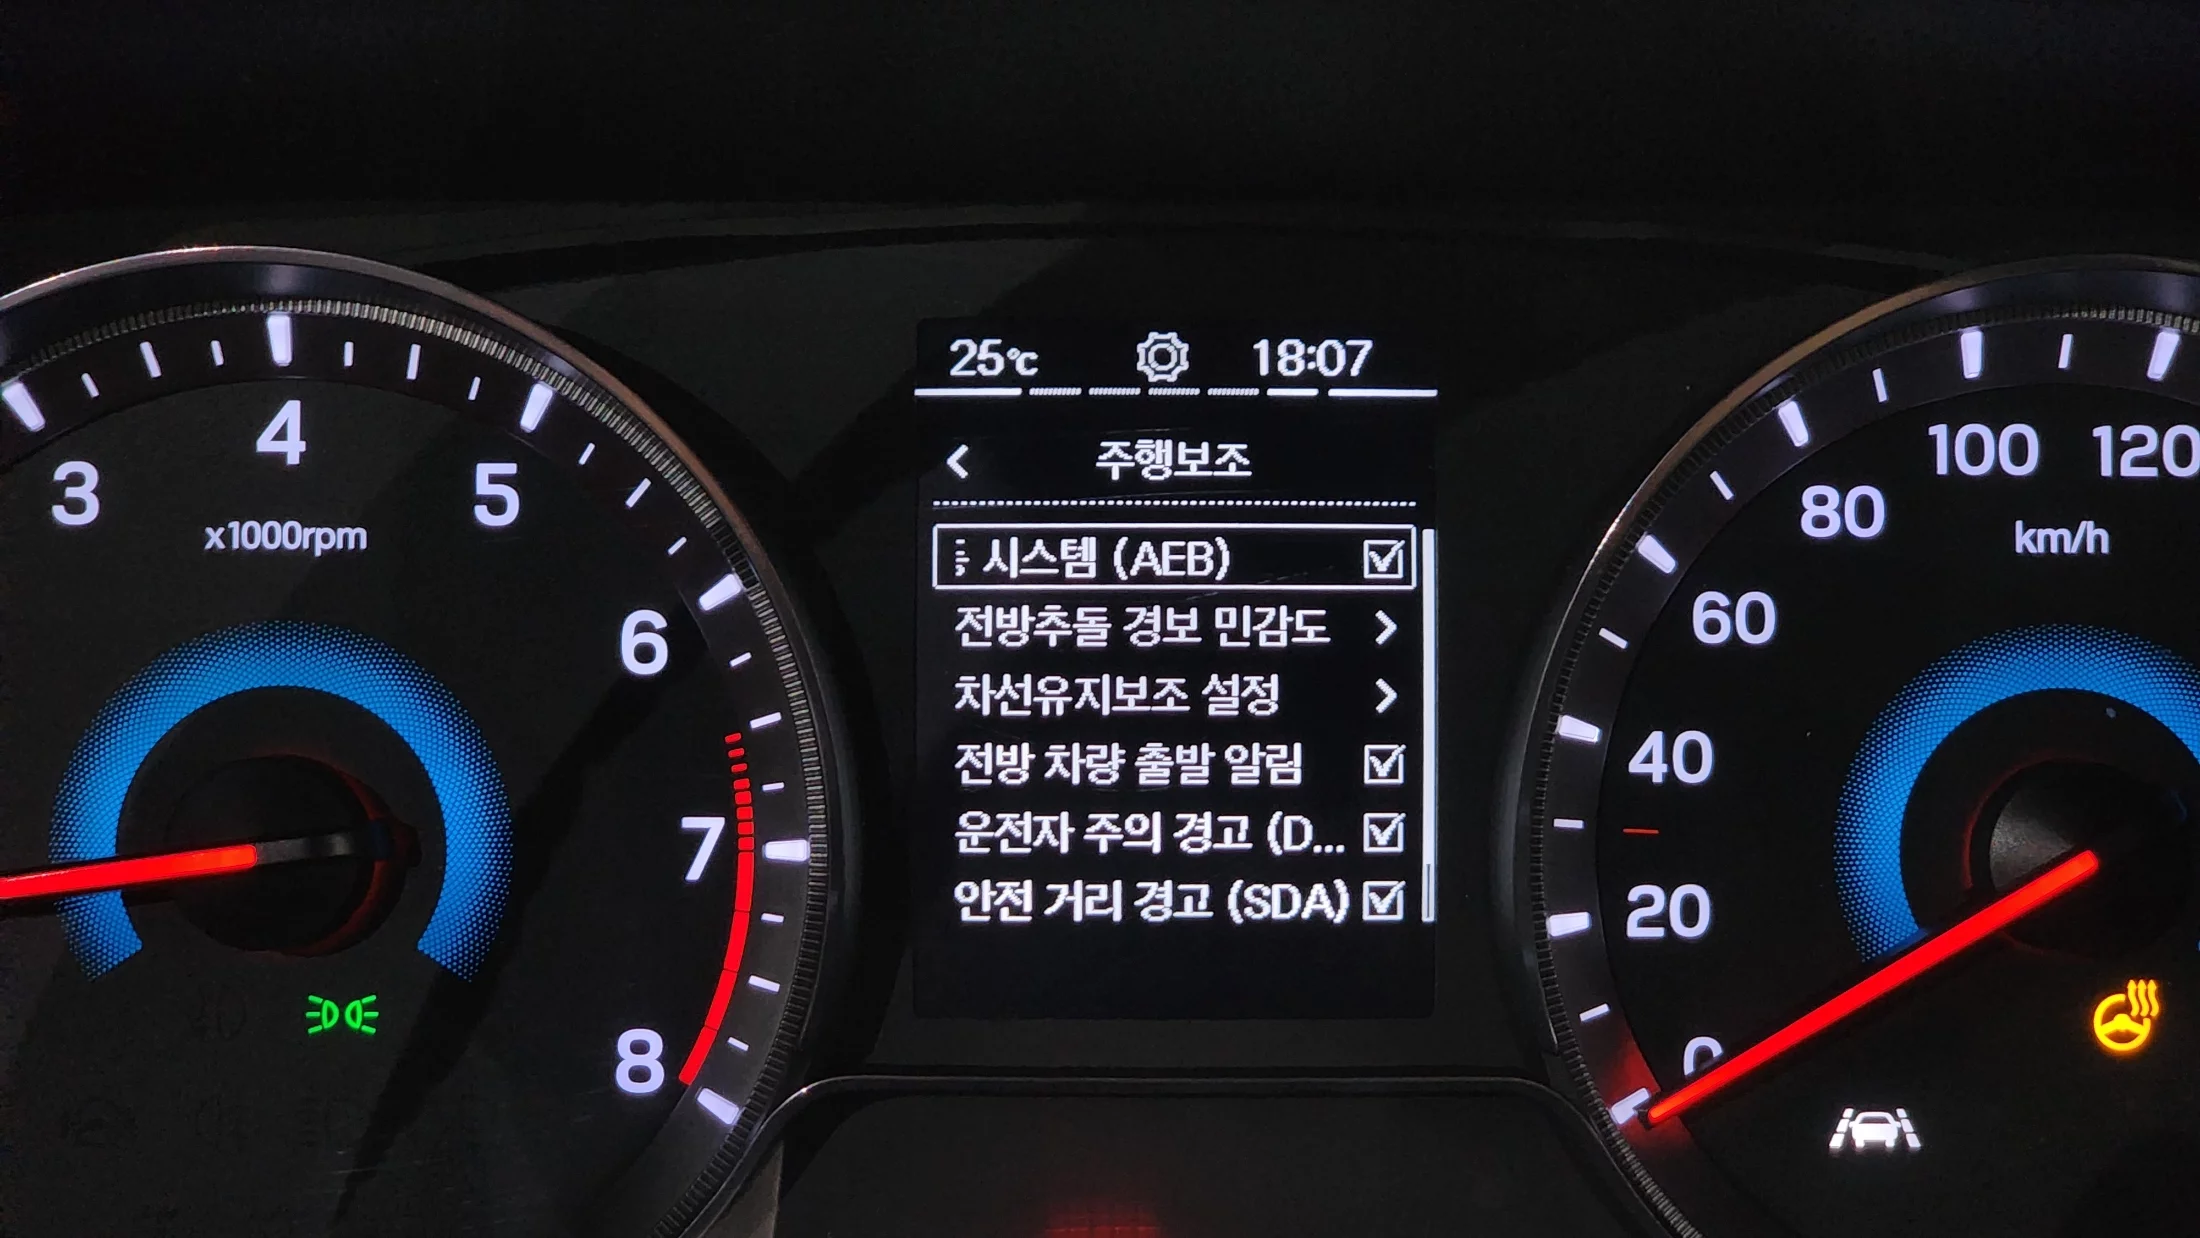 25℃ 18:07
주행보조
시스템 (AEB)
전방추돌 경보 민감도
차선유지보조 설정
전방 차량 출발 알림
운전자 주의 경고 (D...
안전 거리 경고 (SDA)
3
4
5
6
7
8
x1000rpm
0
20
40
60
80
100
120
km/h